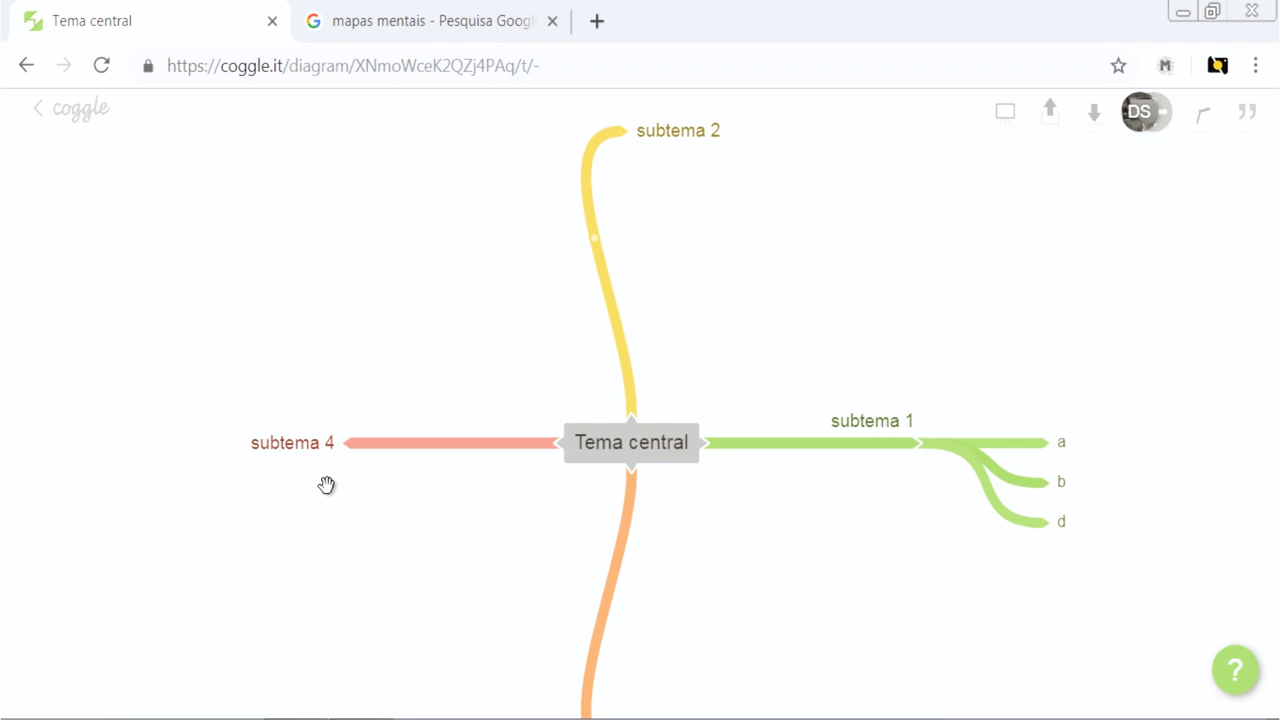 Tema central
mapas mentais - Pesquisa Googl
https://coggle.it/diagram/XNmoWceK2QZj4PAq/t/-
M
coggle
DS
subtema 2
subtema 1
subtema 4
Tema central
a
b
d
?